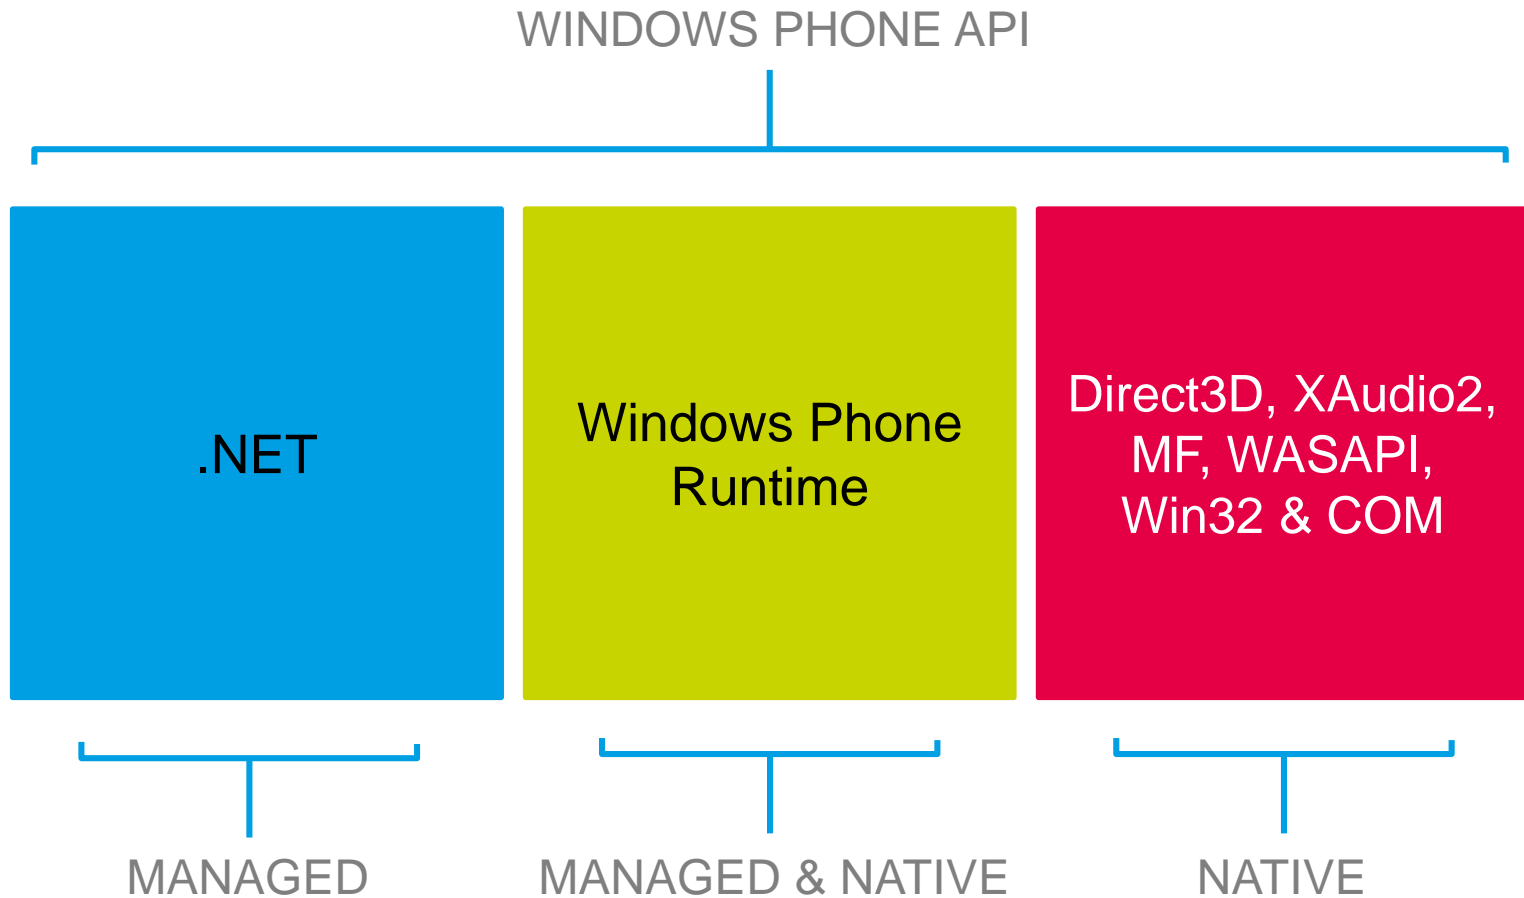 WINDOWS PHONE API
.NET
Windows Phone
Runtime
Direct3D, XAudio2,
MF, WASAPI,
Win32 & COM
MANAGED
MANAGED & NATIVE
NATIVE